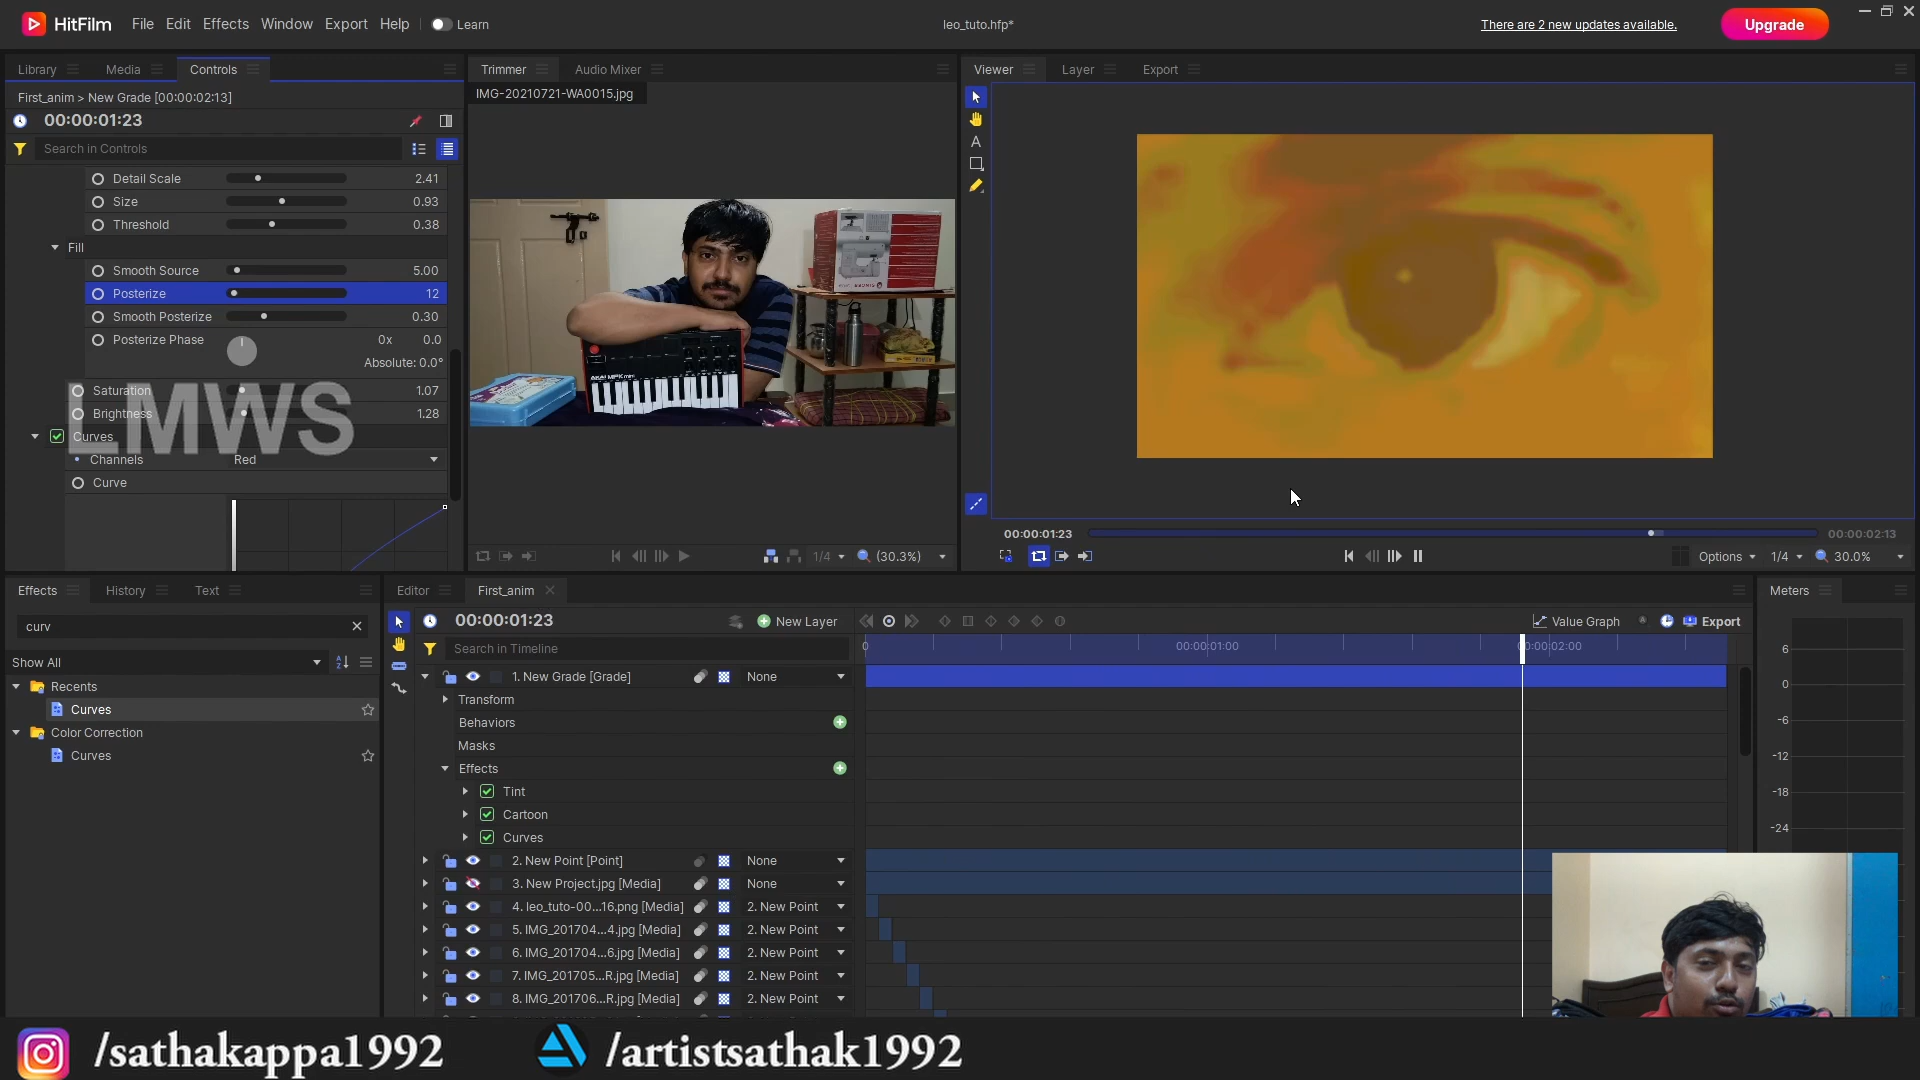 HitFilm File Edit Effects Window Export Help Learn leo_tuto.hfp* There are 2 new updates available. Upgrade
Library Media Controls
First_anim > New Grade [00:00:02:13]
00:00:01:23
Search in Controls
Detail Scale 2.41
Size 0.93
Threshold 0.38
Fill
Smooth Source 5.00
Posterize 12
Smooth Posterize 0.30
Posterize Phase 0x 0.0
Absolute: 0.0°
Saturation 1.07
Brightness 1.28
LMWS
Curves
Channels Red
Curve
Trimmer Audio Mixer
IMG-20210721-WA0015.jpg
AKAI MPK mini
1/4 (30.3%)
Viewer Layer Export
A
00:00:01:23 00:00:02:13
Options 1/4 30.0%
Effects History Text
curv
Show All
Recents
Curves
Color Correction
Curves
Editor First_anim
00:00:01:23 New Layer Value Graph Export
Search in Timeline
0 00:00:01:00 00:00:02:00
1. New Grade [Grade] None
Transform
Behaviors
Masks
Effects
Tint
Cartoon
Curves
2. New Point [Point] None
3. New Project.jpg [Media] None
4. leo_tuto-00...16.png [Media] 2. New Point
5. IMG_201704...4.jpg [Media] 2. New Point
6. IMG_201704...6.jpg [Media] 2. New Point
7. IMG_201705...R.jpg [Media] 2. New Point
8. IMG_201706...R.jpg [Media] 2. New Point
Meters
6
0
-6
-12
-18
-24
/sathakappa1992 /artistsathak1992